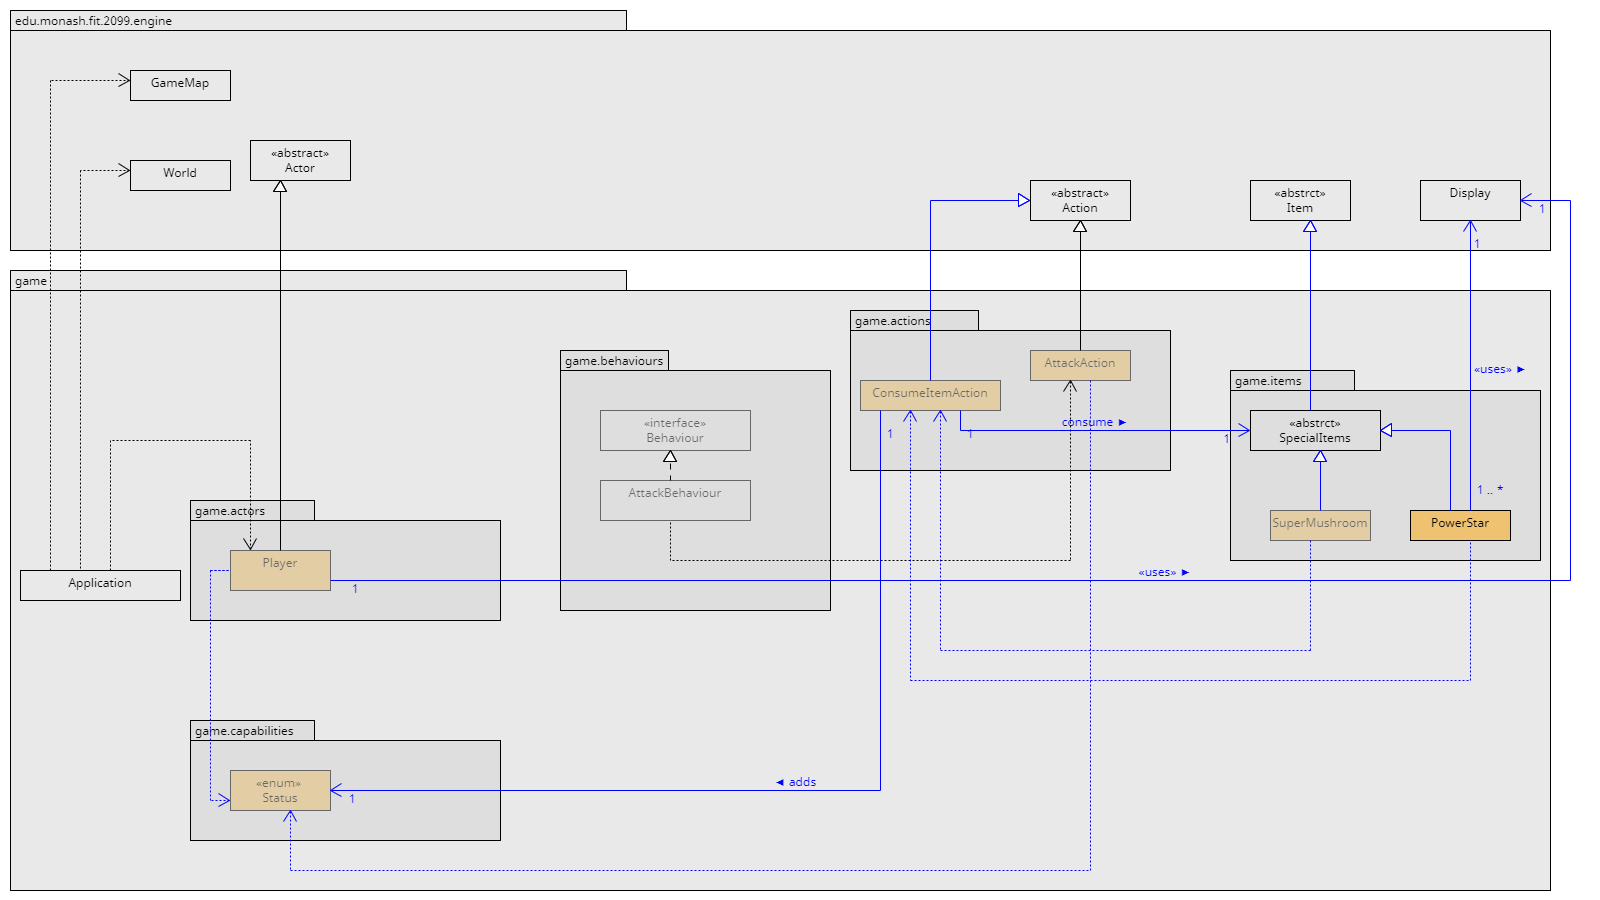 edu.monash.fit.2099.engine
GameMap
World
«abstract»
Actor
«abstract»
Action
«abstrct»
Item
Display
1
1
game
game.actions
AttackAction
ConsumeItemAction
1
1
consume ►
1
game.behaviours
«interface»
Behaviour
AttackBehaviour
«uses» ►
game.items
«abstrct»
SpecialItems
1 .. *
SuperMushroom
PowerStar
game.actors
Player
1
«uses» ►
Application
game.capabilities
«enum»
Status
1
◄ adds